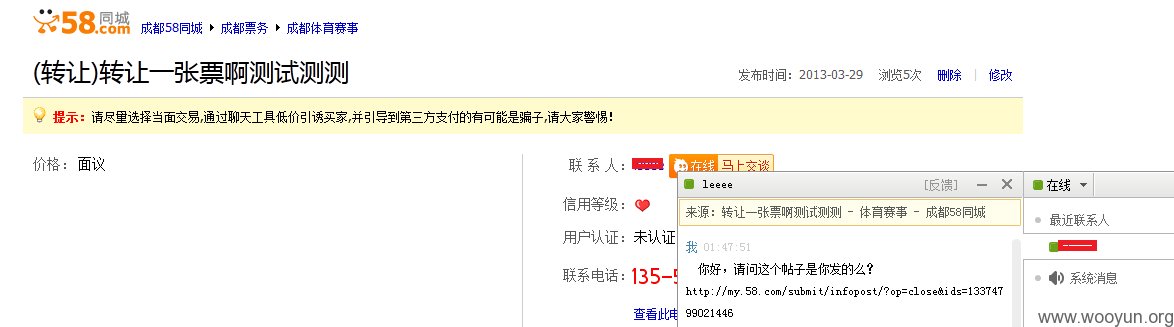 58同城.com 成都58同城 成都票务 成都体育赛事
(转让)转让一张票啊测试测测
发布时间：2013-03-29 浏览5次 删除 | 修改
提示：请尽量选择当面交易,通过聊天工具低价引诱买家,并引导到第三方支付的有可能是骗子,请大家警惕！
价格：面议
联 系 人：
在线 马上交谈
信用等级：
用户认证：未认证
联系电话：135-5
查看此电
leeee [反馈]
来源：转让一张票啊测试测测 - 体育赛事 - 成都58同城
我 01:47:51
你好，请问这个帖子是你发的么？
http://my.58.com/submit/infopost/?op=close&ids=133747
99021446
在线
最近联系人
系统消息
www.wooyun.org